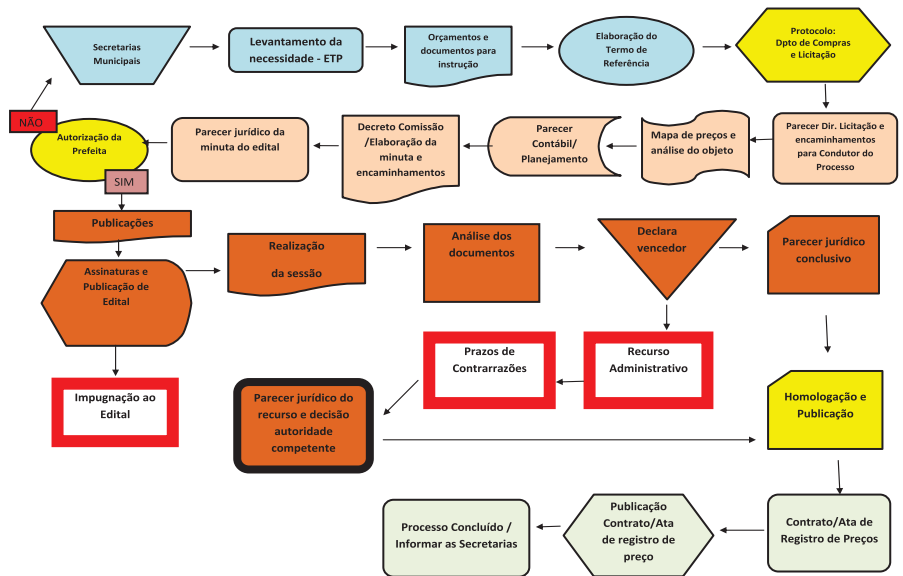 Secretarias
Municipais
Levantamento da
necessidade - ETP
Orçamentos e
documentos para
instrução
Elaboração do
Termo de
Referência
Protocolo:
Dpto de Compras
e Licitação
Parecer Dir. Licitação e
encaminhamentos
para Condutor do
Processo
Mapa de preços e
análise do objeto
Parecer
Contábil/
Planejamento
Decreto Comissão
/Elaboração da
minuta e
encaminhamentos
Parecer jurídico da
minuta do edital
NÃO
Autorização da
Prefeita
SIM
Publicações
Assinaturas e
Publicação de
Edital
Realização
da sessão
Análise dos
documentos
Declara
vencedor
Parecer jurídico
conclusivo
Impugnação ao
Edital
Parecer jurídico do
recurso e decisão
autoridade
competente
Prazos de
Contrarrazões
Recurso
Administrativo
Homologação e
Publicação
Processo Concluído /
Informar as Secretarias
Publicação
Contrato/Ata
de registro de
preço
Contrato/Ata de
Registro de Preços